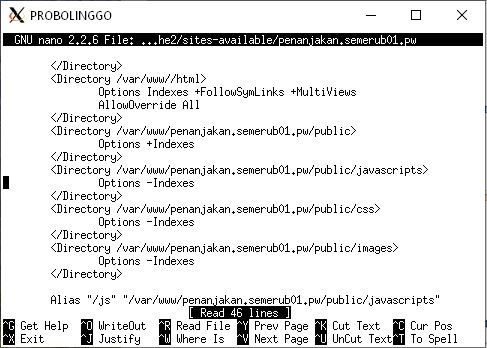 PROBOLINGGO
GNU nano 2.2.6 File: ...he2/sites-available/penanjakan.semerub01.pw
</Directory>
<Directory /var/www//html>
Options Indexes +FollowSymLinks +MultiViews
AllowOverride All
</Directory>
<Directory /var/www/penanjakan.semerub01.pw/public>
Options +Indexes
</Directory>
<Directory /var/www/penanjakan.semerub01.pw/public/javascripts>
Options -Indexes
</Directory>
<Directory /var/www/penanjakan.semerub01.pw/public/css>
Options -Indexes
</Directory>
<Directory /var/www/penanjakan.semerub01.pw/public/images>
Options -Indexes
</Directory>
Alias "/js" "/var/www/penanjakan.semerub01.pw/public/javascripts"
[ Read 46 lines ]
^G Get Help ^O WriteOut ^R Read File ^Y Prev Page ^K Cut Text ^C Cur Pos
^X Exit ^J Justify ^W Where Is ^V Next Page ^U UnCut Text ^T To Spell